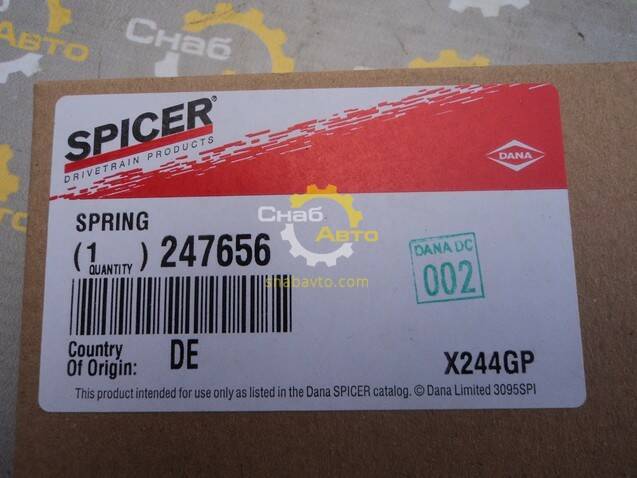 SPICER®
DRIVETRAIN PRODUCTS
DANA
SPRING
( 1 ) 247656
QUANTITY
DANA DC
002
Country
Of Origin:
DE
X244GP
This product intended for use only as listed in the Dana SPICER catalog. © Dana Limited 3095SPI
Снаб
Авто
snabavto.com
Снаб
Авто
Снаб
Авто